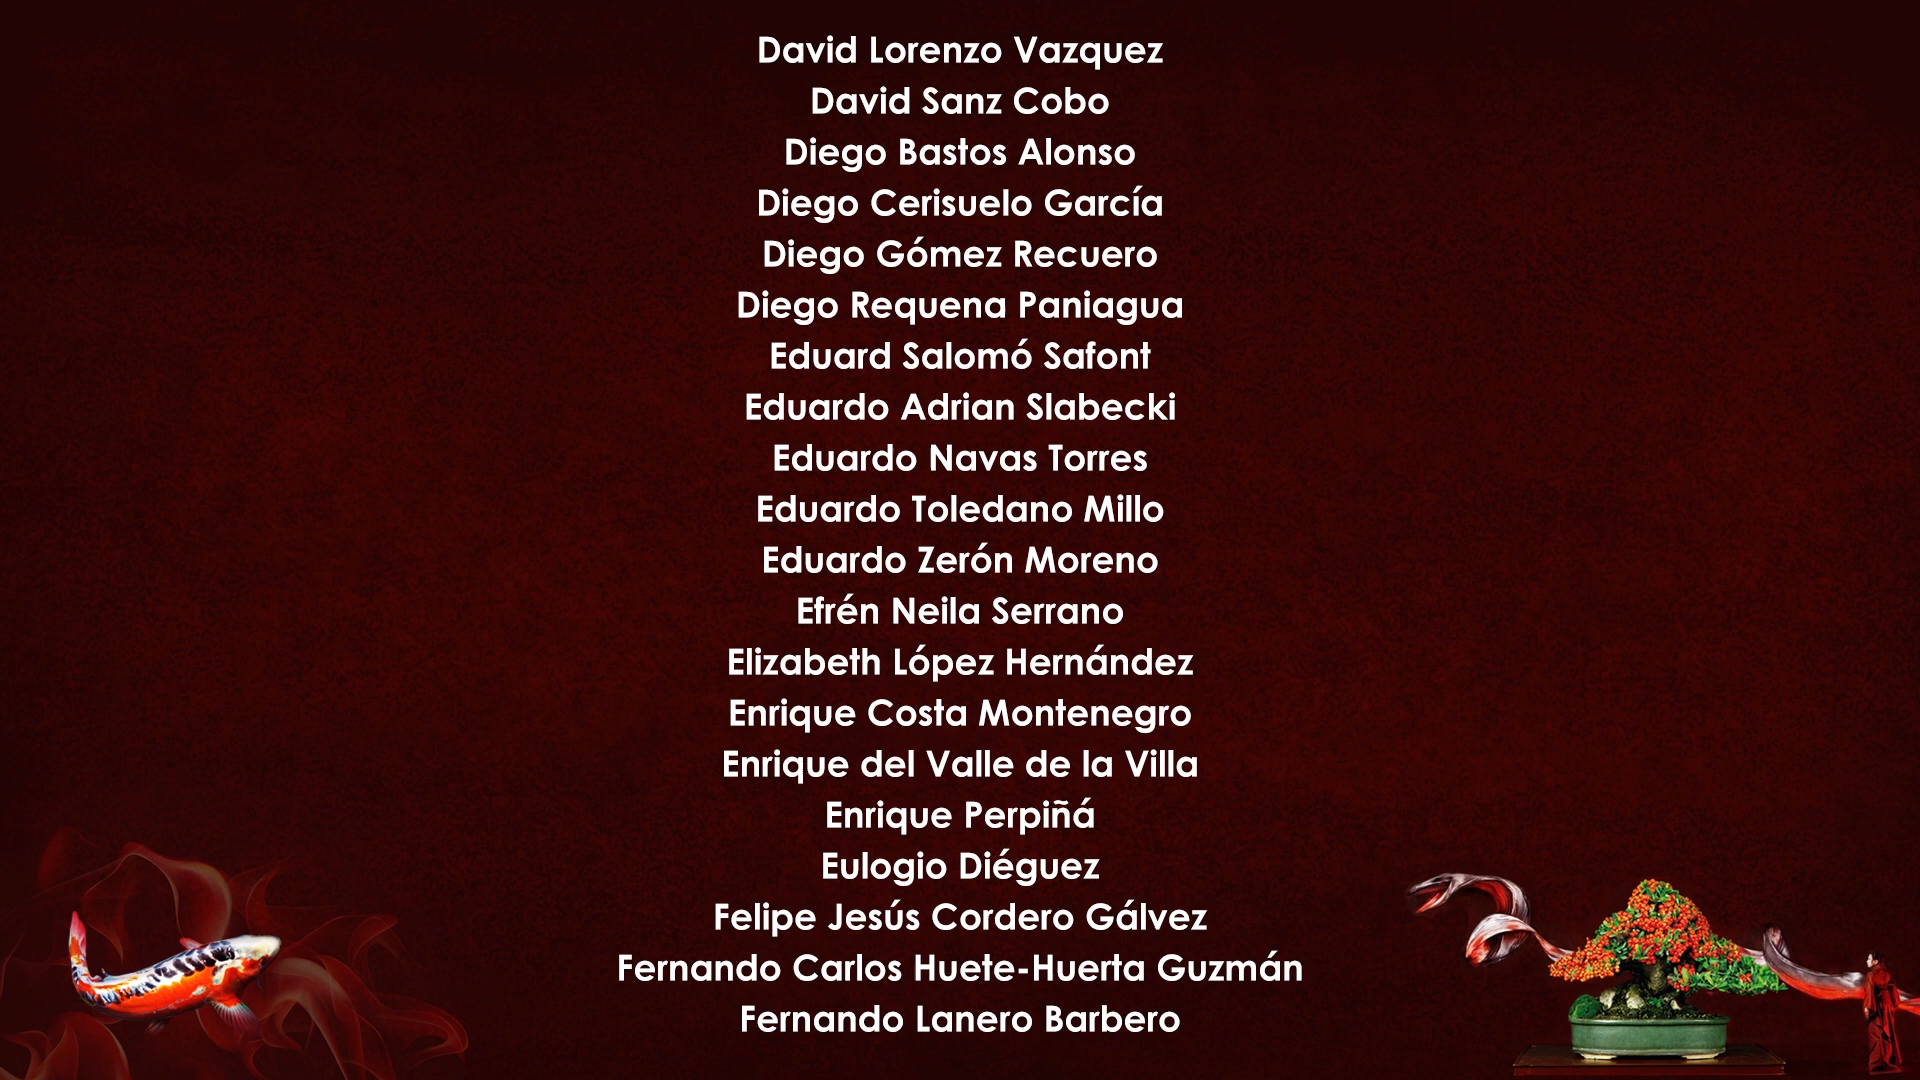 David Lorenzo Vazquez
David Sanz Cobo
Diego Bastos Alonso
Diego Cerisuelo García
Diego Gómez Recuero
Diego Requena Paniagua
Eduard Salomó Safont
Eduardo Adrian Slabecki
Eduardo Navas Torres
Eduardo Toledano Millo
Eduardo Zerón Moreno
Efrén Neila Serrano
Elizabeth López Hernández
Enrique Costa Montenegro
Enrique del Valle de la Villa
Enrique Perpiñá
Eulogio Diéguez
Felipe Jesús Cordero Gálvez
Fernando Carlos Huete-Huerta Guzmán
Fernando Lanero Barbero